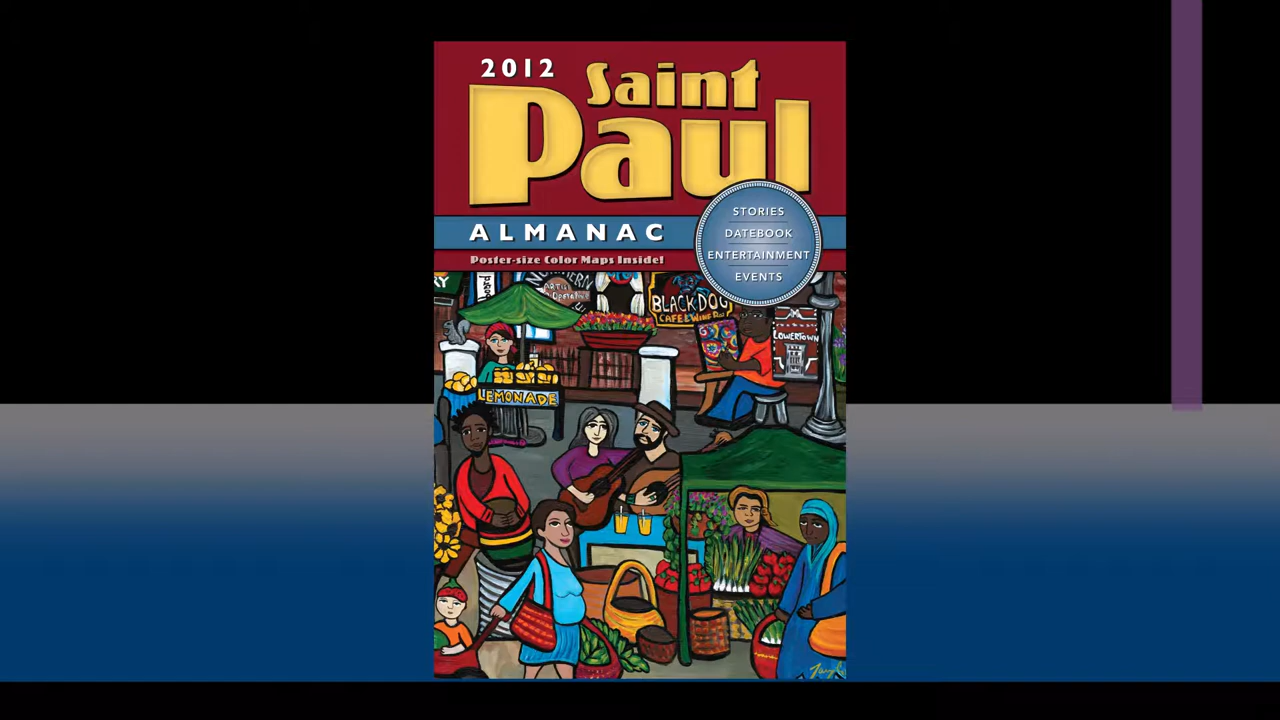 2012
Saint
Paul
ALMANAC
Poster-size Color Maps Inside!
STORIES
DATEBOOK
ENTERTAINMENT
EVENTS
NORTHERN
BLACK DOG
CAFE & WINE BAR
LOWERTOWN
LEMONADE